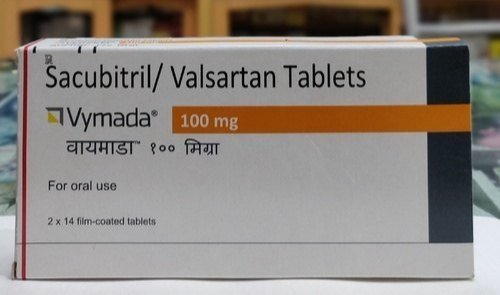 Sacubitril/ Valsartan Tablets
Vymada® 100 mg
वायमाडा™ १०० मिग्रा
For oral use
2 x 14 film-coated tablets